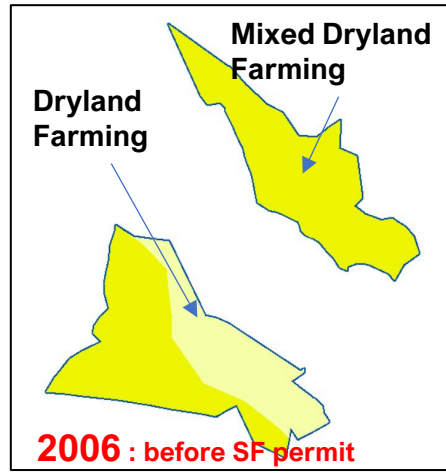 Mixed Dryland
Farming
Dryland
Farming
2006 : before SF permit